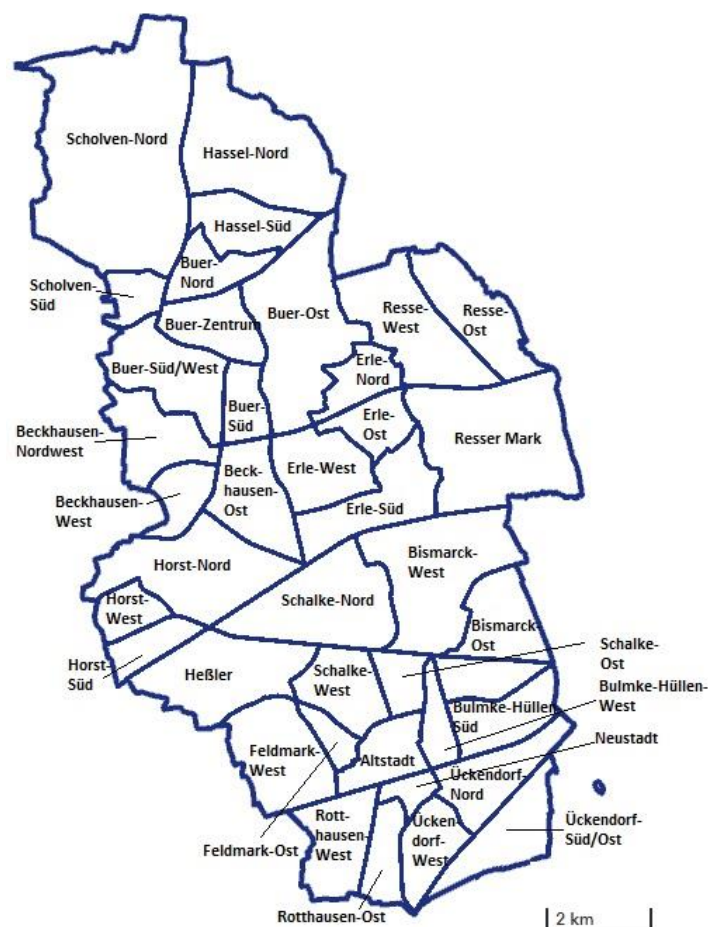 Scholven-Nord
Hassel-Nord
Hassel-Süd
Buer-
Nord
Scholven-
Süd
Buer-Zentrum
Buer-Ost
Resse-
West
Resse-
Ost
Buer-Süd/West
Erle-
Nord
Buer-
Süd
Erle-
Ost
Beckhausen-
Nordwest
Resser Mark
Beck-
hausen-
Ost
Erle-West
Beckhausen-
West
Erle-Süd
Horst-Nord
Bismarck-
West
Horst-
West
Schalke-Nord
Bismarck-
Ost
Schalke-
Ost
Horst-
Süd
Heßler
Schalke-
West
Bulmke-Hüllen-
West
Bulmke-Hüllen-
Süd
Neustadt
Feldmark-
West
Altstadt
Ückendorf-
Nord
Rott-
hausen-
West
Ücken-
dorf-
West
Ückendorf-
Süd/Ost
Feldmark-Ost
Rotthausen-Ost
2 km